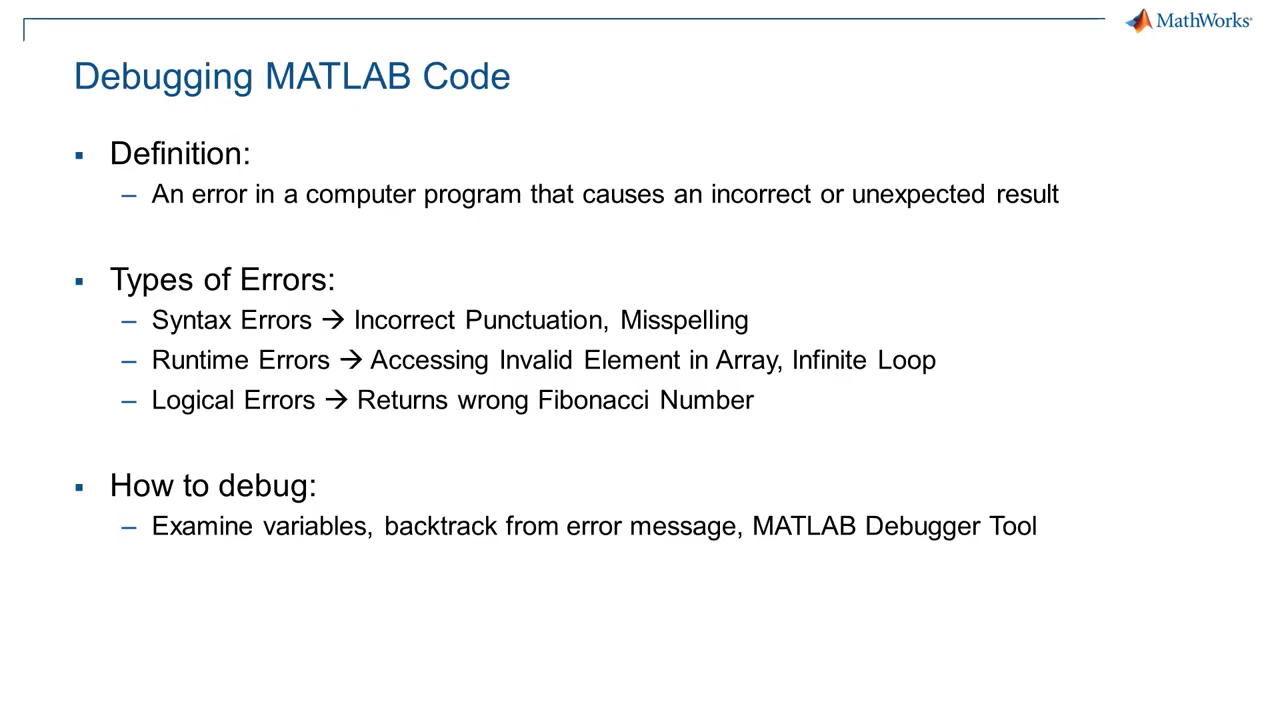 MathWorks®
Debugging MATLAB Code
▪ Definition:
– An error in a computer program that causes an incorrect or unexpected result
▪ Types of Errors:
– Syntax Errors → Incorrect Punctuation, Misspelling
– Runtime Errors → Accessing Invalid Element in Array, Infinite Loop
– Logical Errors → Returns wrong Fibonacci Number
▪ How to debug:
– Examine variables, backtrack from error message, MATLAB Debugger Tool